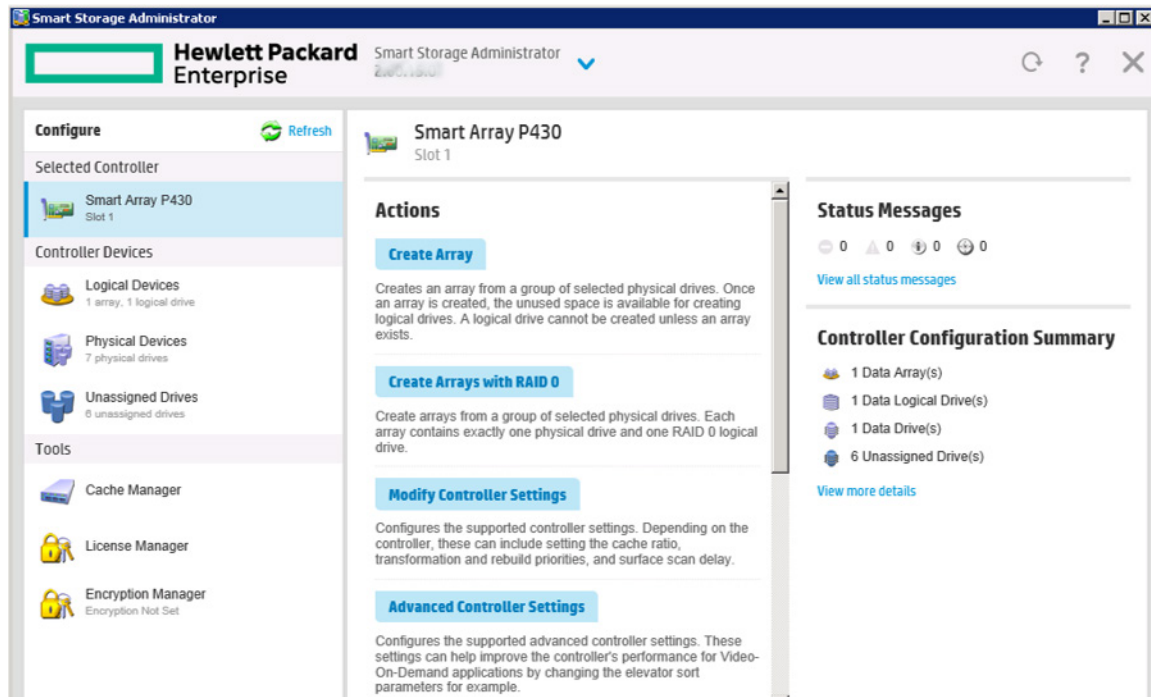 Smart Storage Administrator
Hewlett Packard
Enterprise
Smart Storage Administrator
?
Configure
Refresh
Selected Controller
Smart Array P430
Slot 1
Controller Devices
Logical Devices
1 array, 1 logical drive
Physical Devices
7 physical drives
Unassigned Drives
6 unassigned drives
Tools
Cache Manager
License Manager
Encryption Manager
Encryption Not Set
Smart Array P430
Slot 1
Actions
Create Array
Creates an array from a group of selected physical drives. Once
an array is created, the unused space is available for creating
logical drives. A logical drive cannot be created unless an array
exists.
Create Arrays with RAID 0
Create arrays from a group of selected physical drives. Each
array contains exactly one physical drive and one RAID 0 logical
drive.
Modify Controller Settings
Configures the supported controller settings. Depending on the
controller, these can include setting the cache ratio,
transformation and rebuild priorities, and surface scan delay.
Advanced Controller Settings
Configures the supported advanced controller settings. These
settings can help improve the controller's performance for Video-
On-Demand applications by changing the elevator sort
parameters for example.
Status Messages
0 0 0 0
View all status messages
Controller Configuration Summary
1 Data Array(s)
1 Data Logical Drive(s)
1 Data Drive(s)
6 Unassigned Drive(s)
View more details